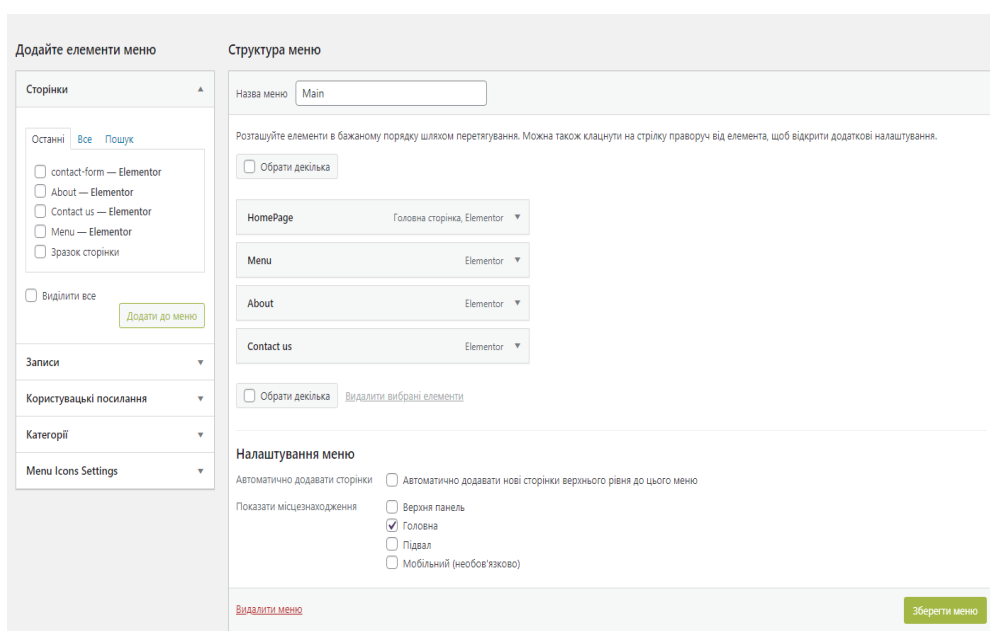 Додайте елементи меню
Структура меню
Сторінки
Останні Все Пошук
contact-form — Elementor
About — Elementor
Contact us — Elementor
Menu — Elementor
Зразок сторінки
Виділити все
Додати до меню
Записи
Користувацькі посилання
Категорії
Menu Icons Settings
Назва меню Main
Розташуйте елементи в бажаному порядку шляхом перетягування. Можна також клацнути на стрілку праворуч від елемента, щоб відкрити додаткові налаштування.
Обрати декілька
HomePage Головна сторінка, Elementor
Menu Elementor
About Elementor
Contact us Elementor
Обрати декілька Видалити вибрані елементи
Налаштування меню
Автоматично додавати сторінки Автоматично додавати нові сторінки верхнього рівня до цього меню
Показати місцезнаходження Верхня панель
Головна
Підвал
Мобільний (необов'язково)
Видалити меню Зберегти меню